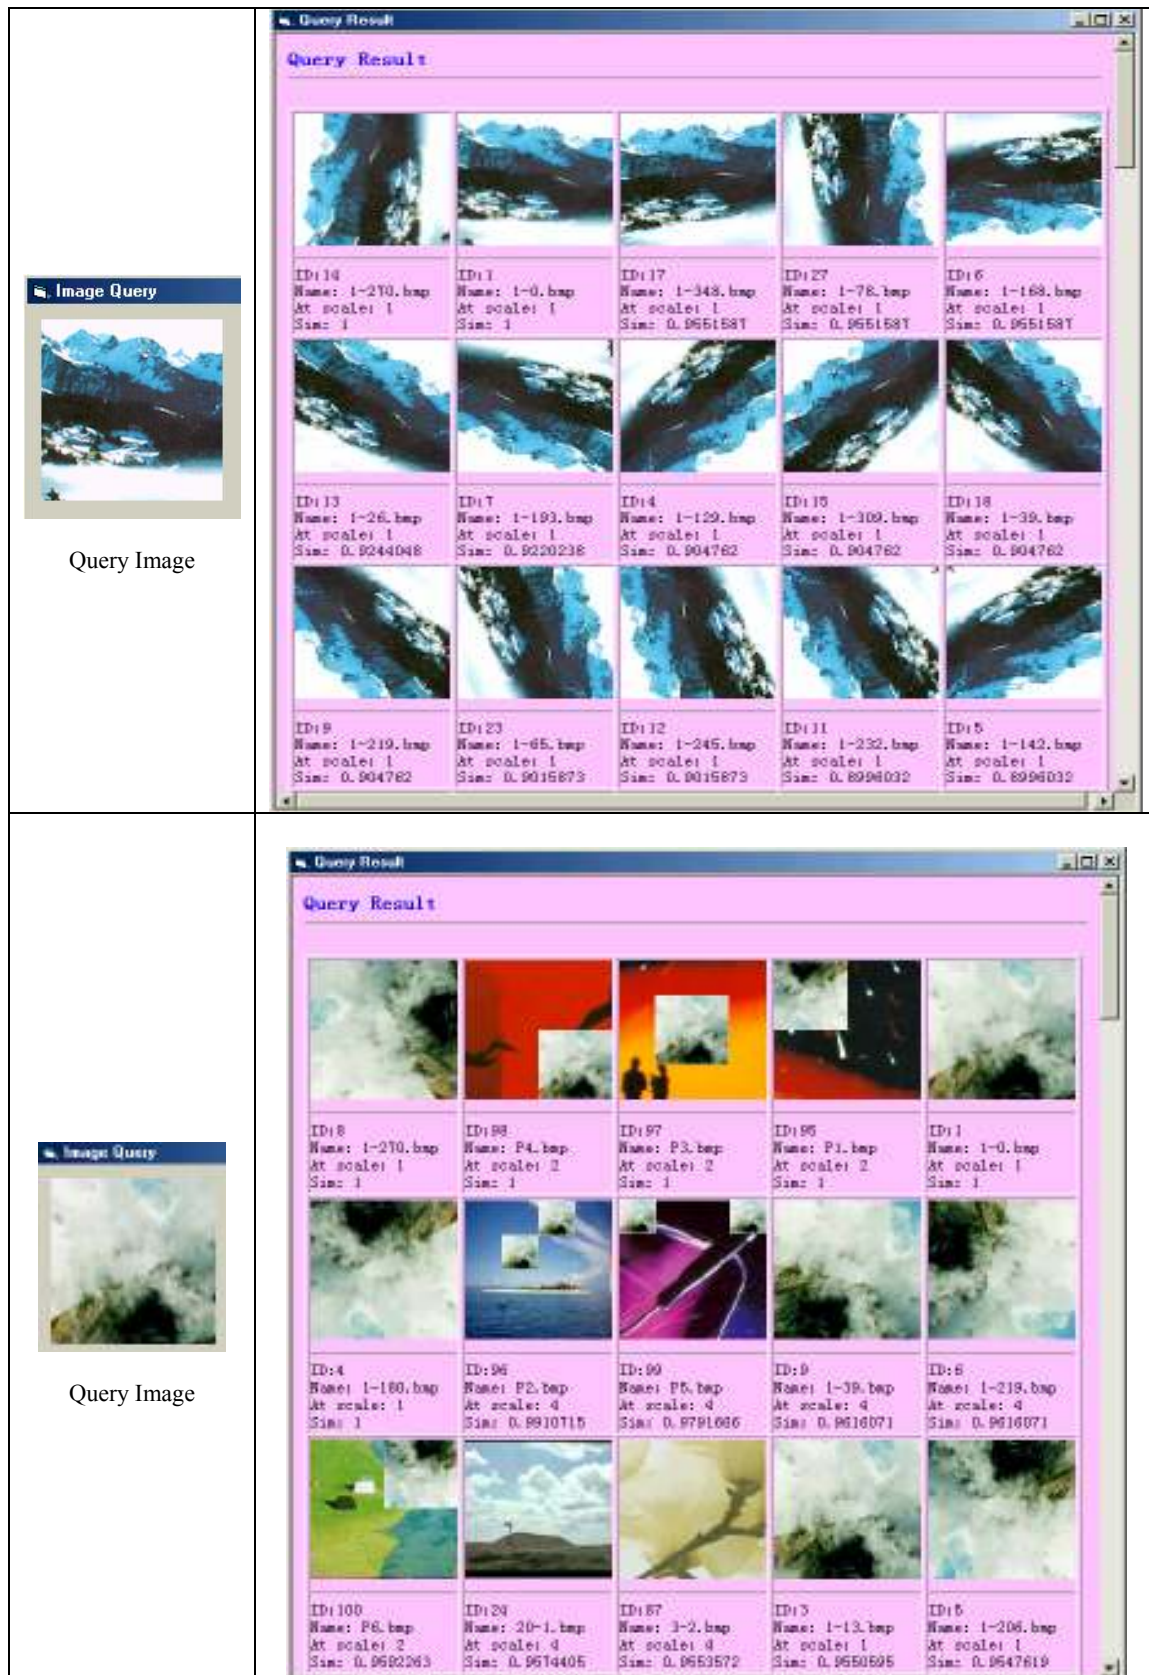 Query Result
Query Result
ID:14
Name: 1-270.bmp
At scale: 1
Sim: 1
ID:1
Name: 1-0.bmp
At scale: 1
Sim: 1
ID:17
Name: 1-348.bmp
At scale: 1
Sim: 0.9551587
ID:27
Name: 1-78.bmp
At scale: 1
Sim: 0.9551587
ID:6
Name: 1-168.bmp
At scale: 1
Sim: 0.9551587
Image Query
Query Image
ID:13
Name: 1-26.bmp
At scale: 1
Sim: 0.9244048
ID:7
Name: 1-193.bmp
At scale: 1
Sim: 0.9220238
ID:4
Name: 1-129.bmp
At scale: 1
Sim: 0.904762
ID:15
Name: 1-309.bmp
At scale: 1
Sim: 0.904762
ID:18
Name: 1-39.bmp
At scale: 1
Sim: 0.904762
ID:9
Name: 1-219.bmp
At scale: 1
Sim: 0.904762
ID:23
Name: 1-65.bmp
At scale: 1
Sim: 0.9015873
ID:12
Name: 1-245.bmp
At scale: 1
Sim: 0.9015873
ID:11
Name: 1-232.bmp
At scale: 1
Sim: 0.8996032
ID:5
Name: 1-142.bmp
At scale: 1
Sim: 0.8996032
Query Result
Query Result
ID:8
Name: 1-270.bmp
At scale: 1
Sim: 1
ID:98
Name: P4.bmp
At scale: 2
Sim: 1
ID:97
Name: P3.bmp
At scale: 2
Sim: 1
ID:95
Name: P1.bmp
At scale: 2
Sim: 1
ID:1
Name: 1-0.bmp
At scale: 1
Sim: 1
Image Query
Query Image
ID:4
Name: 1-180.bmp
At scale: 1
Sim: 1
ID:96
Name: P2.bmp
At scale: 4
Sim: 0.9910715
ID:99
Name: P5.bmp
At scale: 4
Sim: 0.9791666
ID:9
Name: 1-39.bmp
At scale: 4
Sim: 0.9616071
ID:6
Name: 1-219.bmp
At scale: 4
Sim: 0.9616071
ID:100
Name: P6.bmp
At scale: 2
Sim: 0.9592263
ID:24
Name: 20-1.bmp
At scale: 4
Sim: 0.9574405
ID:87
Name: 3-2.bmp
At scale: 4
Sim: 0.9553572
ID:3
Name: 1-13.bmp
At scale: 1
Sim: 0.9550595
ID:5
Name: 1-206.bmp
At scale: 1
Sim: 0.9547619